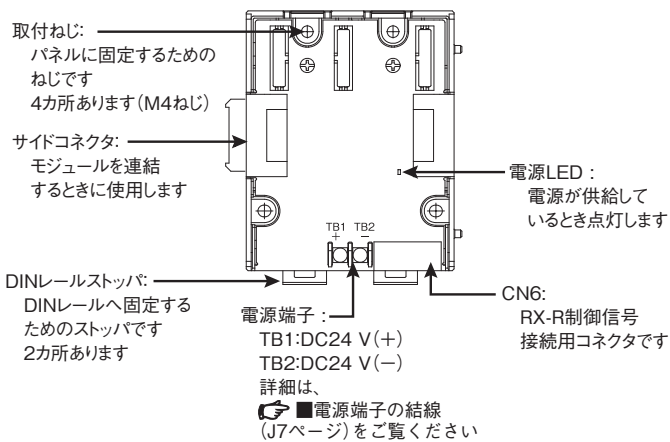 取付ねじ:
パネルに固定するための
ねじです
4カ所あります(M4ねじ)
サイドコネクタ:
モジュールを連結
するときに使用します
電源LED :
電源が供給して
いるとき点灯します
TB1 TB2
+ −
DINレールストッパ:
DINレールへ固定する
ためのストッパです
2カ所あります
電源端子 :
TB1:DC24 V(+)
TB2:DC24 V(−)
詳細は、
■電源端子の結線
(J7ページ)をご覧ください
CN6:
RX-R制御信号
接続用コネクタです